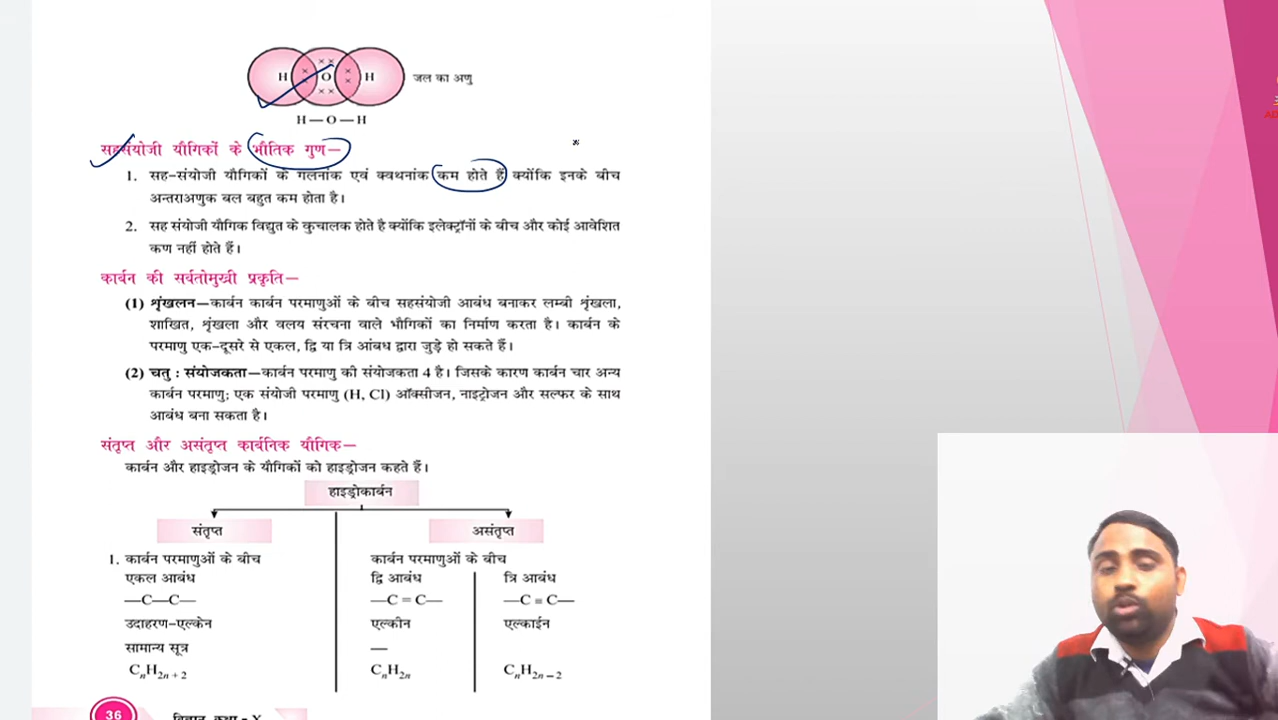 H O H जल का अणु
H—O—H
सहसंयोजी यौगिकों के भौतिक गुण—
1. सह-संयोजी यौगिकों के गलनांक एवं क्वथनांक कम होते हैं क्योंकि इनके बीच
अन्तराअणुक बल बहुत कम होता है।
2. सह संयोजी यौगिक विद्युत के कुचालक होते है क्योंकि इलेक्ट्रॉनों के बीच और कोई आवेशित
कण नहीं होते हैं।
कार्बन की सर्वतोमुखी प्रकृति—
(1) शृंखलन—कार्बन कार्बन परमाणुओं के बीच सहसंयोजी आबंध बनाकर लम्बी शृंखला,
शाखित, शृंखला और वलय संरचना वाले भौगिकों का निर्माण करता है। कार्बन के
परमाणु एक-दूसरे से एकल, द्वि या त्रि आंबध द्वारा जुड़े हो सकते हैं।
(2) चतु : संयोजकता—कार्बन परमाणु की संयोजकता 4 है। जिसके कारण कार्बन चार अन्य
कार्बन परमाणु; एक संयोजी परमाणु (H, Cl) ऑक्सीजन, नाइट्रोजन और सल्फर के साथ
आबंध बना सकता है।
संतृप्त और असंतृप्त कार्बनिक यौगिक—
कार्बन और हाइड्रोजन के यौगिकों को हाइड्रोजन कहते हैं।
हाइड्रोकार्बन
संतृप्त असंतृप्त
1. कार्बन परमाणुओं के बीच कार्बन परमाणुओं के बीच
एकल आबंध द्वि आबंध त्रि आबंध
—C—C— —C = C— —C ≡ C—
उदाहरण-एल्केन एल्कीन एल्काईन
सामान्य सूत्र —
CnH2n + 2 CnH2n CnH2n – 2
36 विज्ञान कक्षा - X